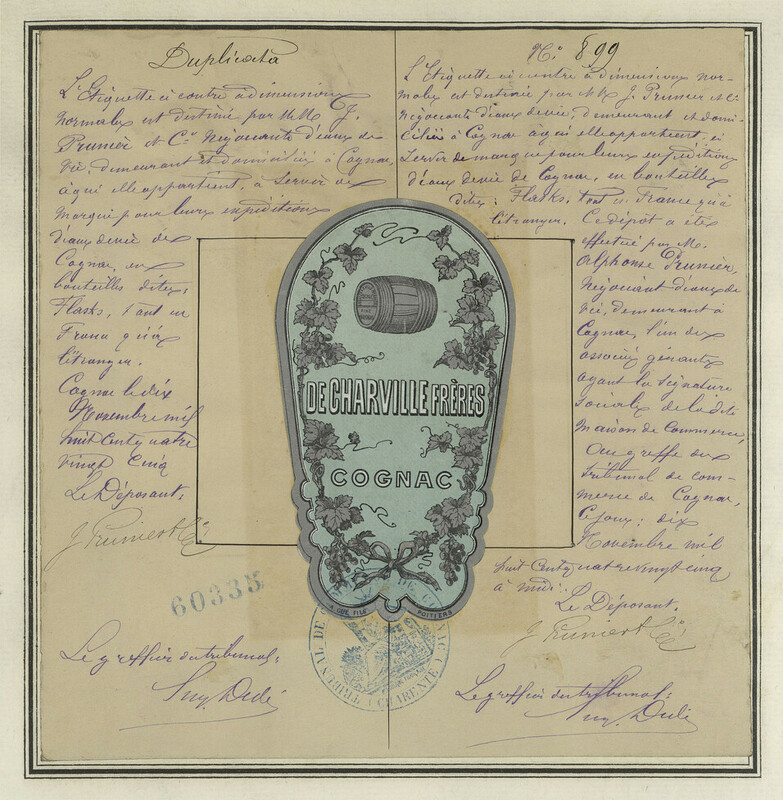 Duplicata
L'Etiquette ci contre à dimensions
normales est destinée par MM J.
Prunier et Cie Négociants d'eaux de
vie, demeurant et domiciliés à Cognac,
à qui elle appartient, à servir de
marque pour leurs expéditions
d'eaux de vie de
Cognac, en
bouteilles dites:
Flasks, tant en
France qu'à
l'étranger.
Cognac le dix
Novembre mil
huit cent quatre
vingt cinq
Le Déposant.
J. Prunier & Cie
60335
Le greffier du tribunal:
No. 899
L'Etiquette ci contre à dimensions nor-
males est destinée par MM J. Prunier et Cie
Négociants d'eaux de vie, demeurant et domi-
ciliés à Cognac à qui elle appartient, à
servir de marque pour leurs expéditions
d'eaux de vie de Cognac, en bouteilles
dites: Flasks, tant en France qu'à
l'étranger. Ce dépôt a été
effectué par M.
Alphonse Prunier,
Négociant d'eaux de
vie, demeurant à
Cognac, l'un des
associés gérants
ayant la signature
sociale de la dite
maison de Commerce,
au greffe du
tribunal de com-
merce de Cognac,
ce jour: dix
Novembre mil
huit cent quatre vingt cinq
à midi.
Le Déposant.
J. Prunier & Cie
Le greffier du tribunal:
DE CHARVILLE FRÈRES
COGNAC
POITIERS
TRIBUNAL DE
CHARENTE